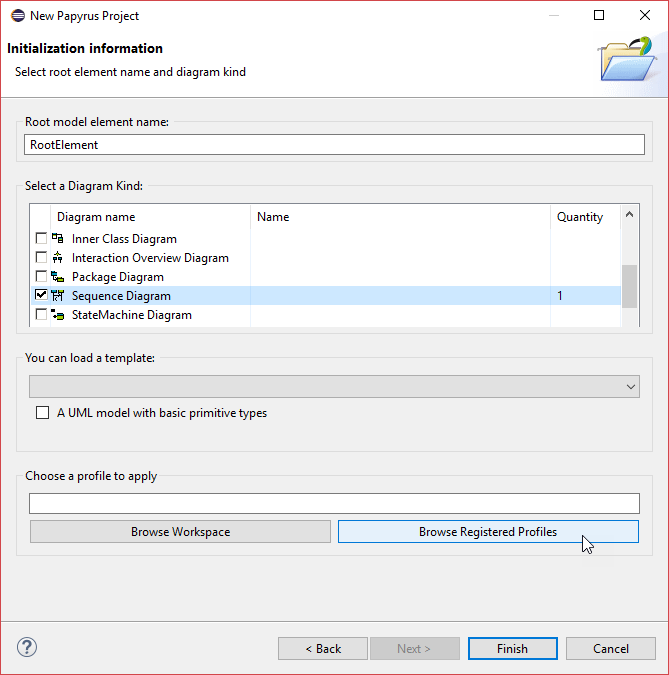 New Papyrus Project
Initialization information
Select root element name and diagram kind
Root model element name:
RootElement
Select a Diagram Kind:
Diagram name Name Quantity
Inner Class Diagram
Interaction Overview Diagram
Package Diagram
Sequence Diagram 1
StateMachine Diagram
You can load a template:
A UML model with basic primitive types
Choose a profile to apply
Browse Workspace Browse Registered Profiles
? < Back Next > Finish Cancel